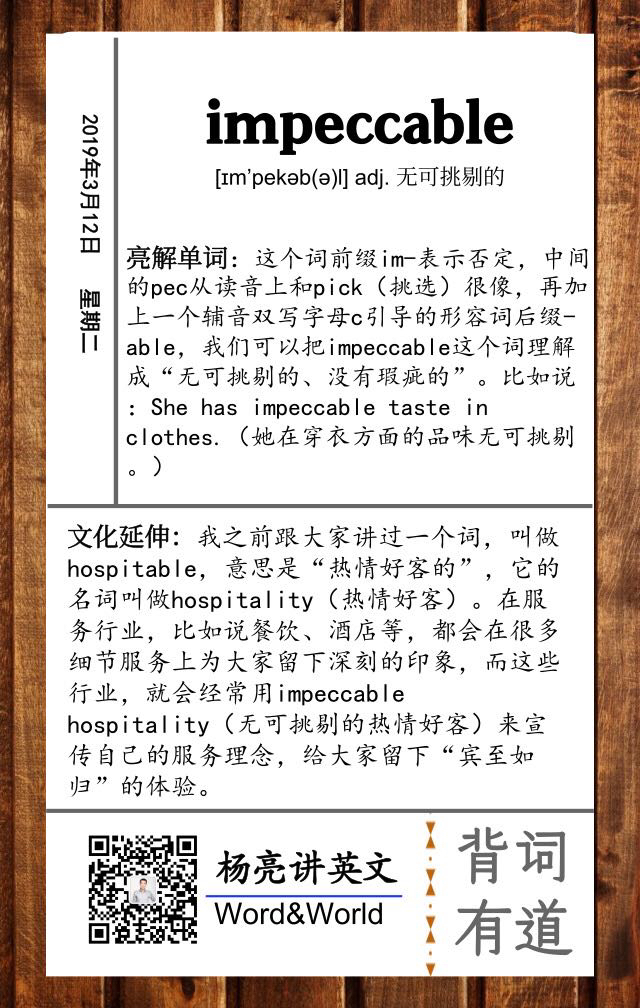 2019年3月12日 星期二
impeccable
[ɪm'pekəb(ə)l] adj. 无可挑剔的
亮解单词：这个词前缀im-表示否定，中间
的pec从读音上和pick（挑选）很像，再加
上一个辅音双写字母c引导的形容词后缀-
able，我们可以把impeccable这个词理解
成“无可挑剔的、没有瑕疵的”。比如说
：She has impeccable taste in
clothes.（她在穿衣方面的品味无可挑剔
。）
文化延伸：我之前跟大家讲过一个词，叫做
hospitable，意思是“热情好客的”，它的
名词叫做hospitality（热情好客）。在服
务行业，比如说餐饮、酒店等，都会在很多
细节服务上为大家留下深刻的印象，而这些
行业，就会经常用impeccable
hospitality（无可挑剔的热情好客）来宣
传自己的服务理念，给大家留下“宾至如
归”的体验。
杨亮讲英文
Word&World
背词
有道